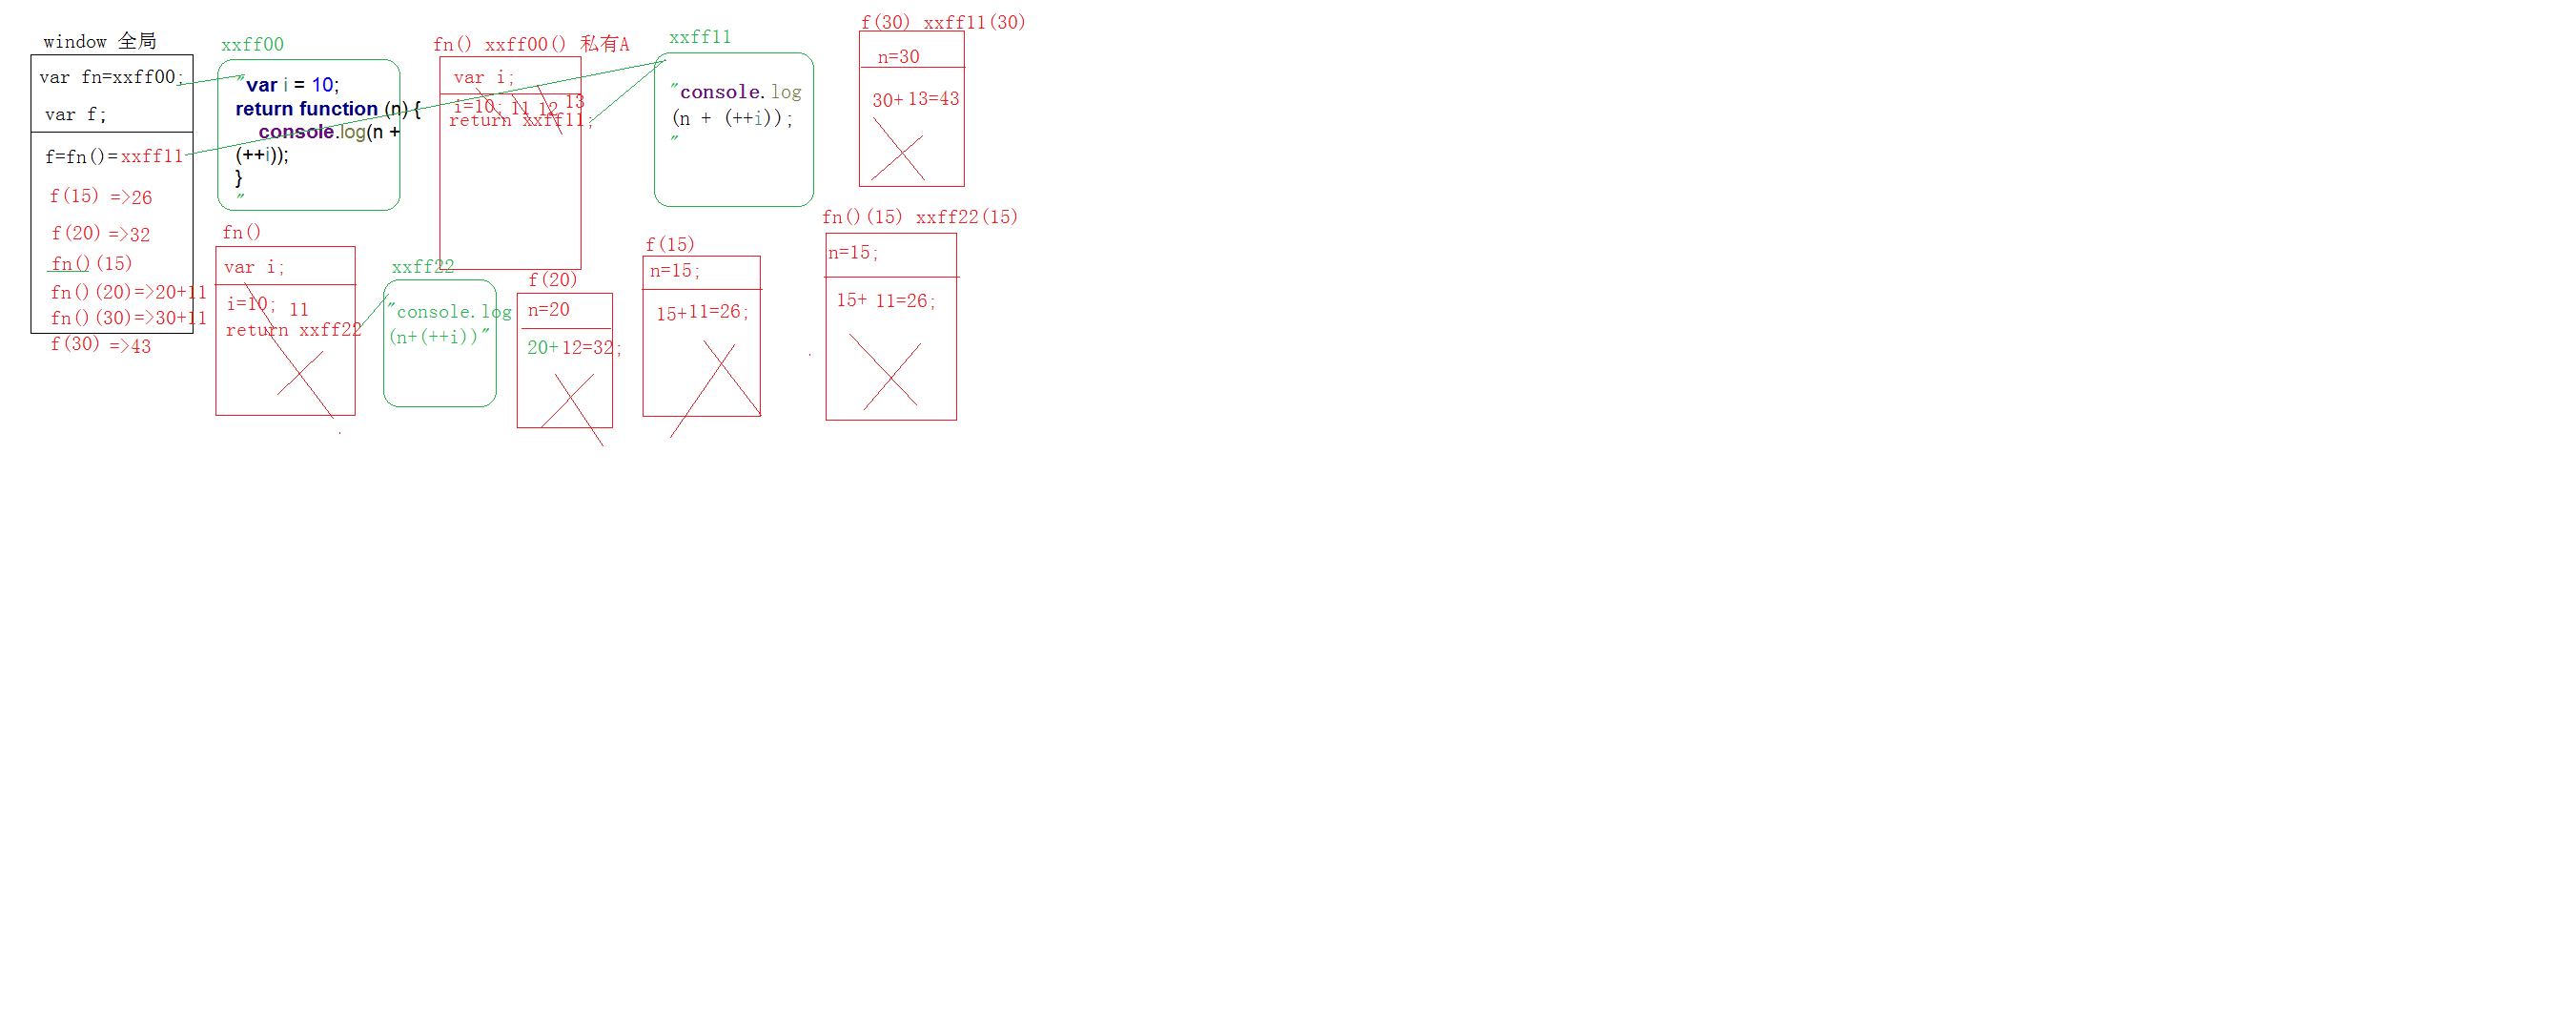 window 全局
var fn=xxff00;
var f;
f=fn()=xxff11
f(15) =>26
f(20) =>32
fn()(15)
fn()(20)=>20+11
fn()(30)=>30+11
f(30) =>43
xxff00
"var i = 10;
return function (n) {
console.log(n +
(++i));
}
"
fn() xxff00() 私有A
var i;
i=10; 11 12 13
return xxff11;
xxff11
"console.log
(n + (++i));
"
f(30) xxff11(30)
n=30
30+ 13=43
fn()
var i;
i=10; 11
return xxff22
xxff22
"console.log
(n+(++i))"
f(20)
n=20
20+ 12=32;
f(15)
n=15;
15+11=26;
fn()(15) xxff22(15)
n=15;
15+ 11=26;